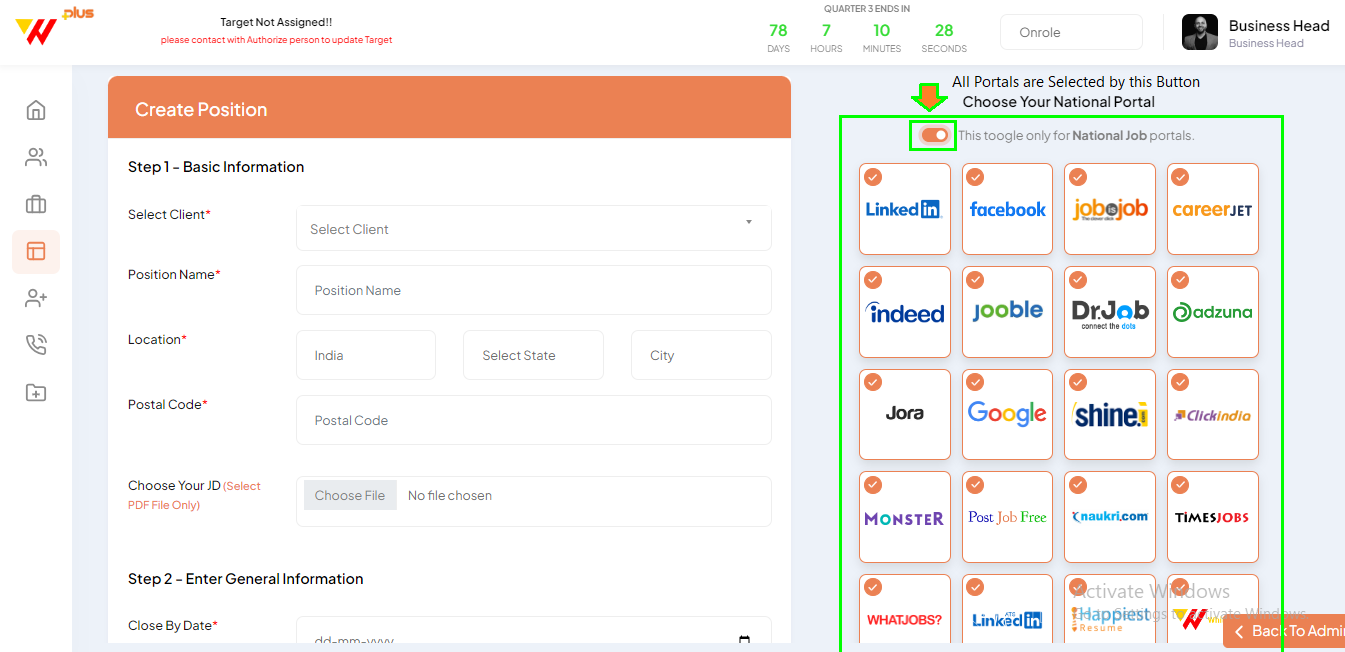 plus
Target Not Assigned!!
please contact with Authorize person to update Target
QUARTER 3 ENDS IN
78 7 10 28
DAYS HOURS MINUTES SECONDS
Onrole
Business Head
Business Head
All Portals are Selected by this Button
Choose Your National Portal
This toogle only for National Job portals.
Create Position
Step 1 - Basic Information
Select Client*
Select Client
Position Name*
Position Name
Location*
India Select State City
Postal Code*
Postal Code
Choose Your JD (Select
PDF File Only)
Choose File No file chosen
Step 2 - Enter General Information
Close By Date*
dd-mm-yyyy
Linked in facebook jobisjob careerJET
indeed jooble Dr.Job adzuna
connect the dots
Jora Google shine.com Clickindia
MONSTER Post Job Free naukri.com TIMESJOBS
WHATJOBS? Linked in ATS Happiest
Resume
Activate Windows
Go to Settings to activate Windows.
Back To Admi